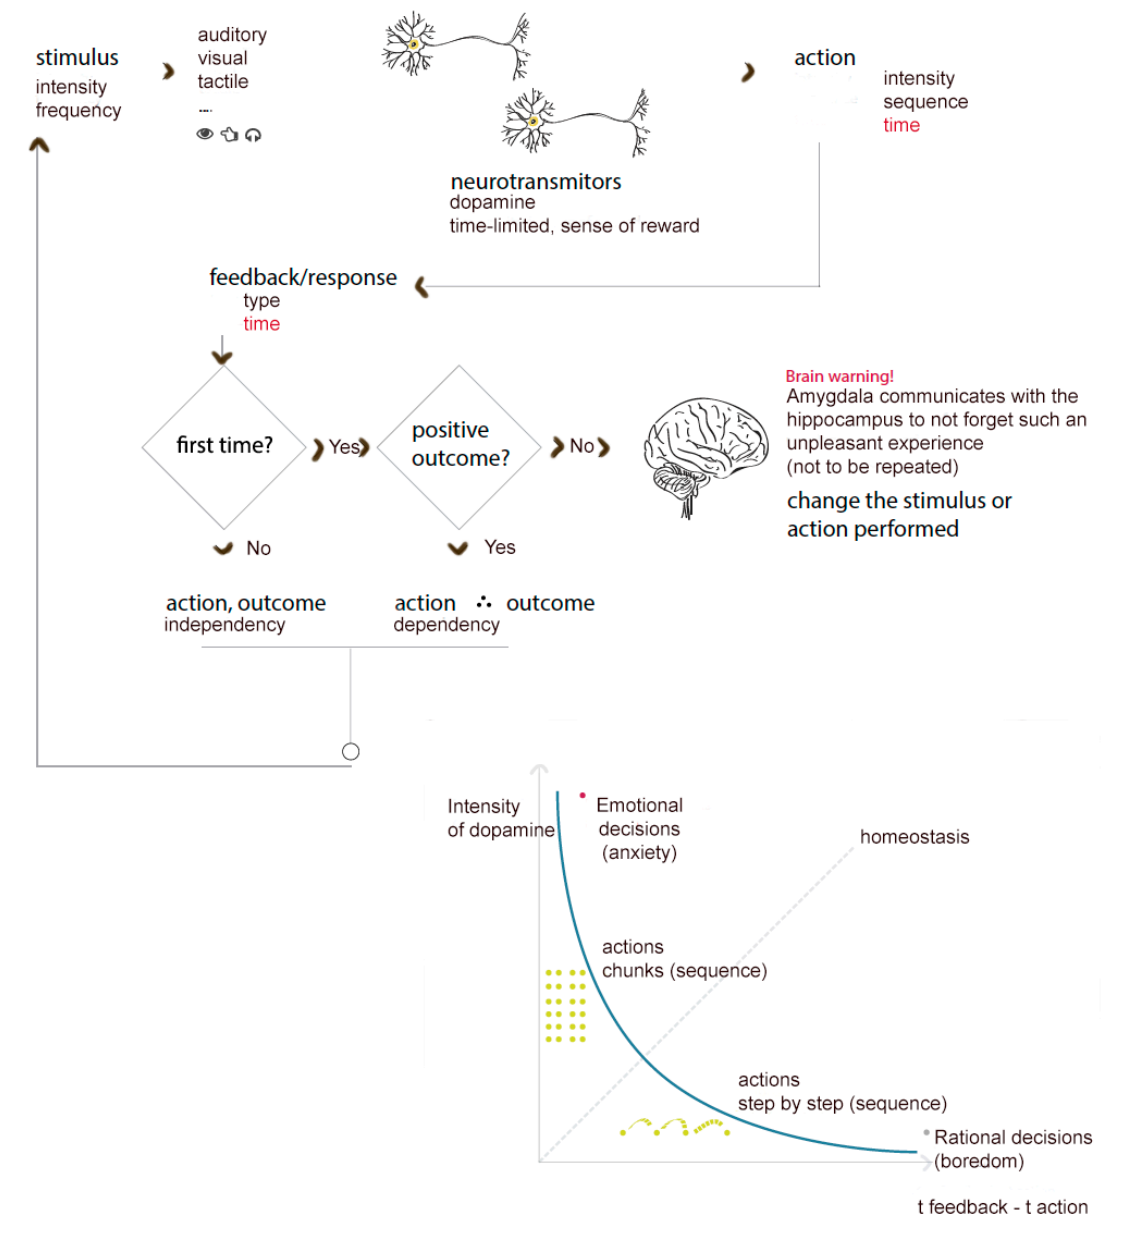 stimulus
intensity
frequency
auditory
visual
tactile
....
action
intensity
sequence
time
neurotransmitors
dopamine
time-limited, sense of reward
feedback/response
type
time
first time?
Yes
positive
outcome?
No
Brain warning!
Amygdala communicates with the
hippocampus to not forget such an
unpleasant experience
(not to be repeated)
change the stimulus or
action performed
No
Yes
action, outcome
independency
action ∴ outcome
dependency
Intensity
of dopamine
Emotional
decisions
(anxiety)
homeostasis
actions
chunks (sequence)
actions
step by step (sequence)
Rational decisions
(boredom)
t feedback - t action